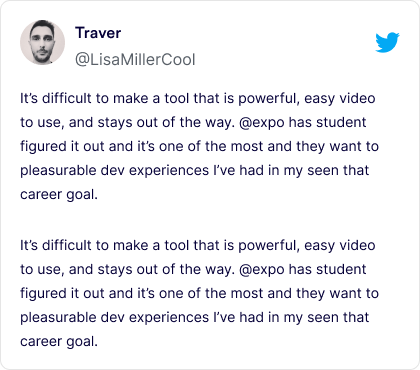 Traver
@LisaMillerCool
It’s difficult to make a tool that is powerful, easy video
to use, and stays out of the way. @expo has student
figured it out and it’s one of the most and they want to
pleasurable dev experiences I’ve had in my seen that
career goal.
It’s difficult to make a tool that is powerful, easy video
to use, and stays out of the way. @expo has student
figured it out and it’s one of the most and they want to
pleasurable dev experiences I’ve had in my seen that
career goal.